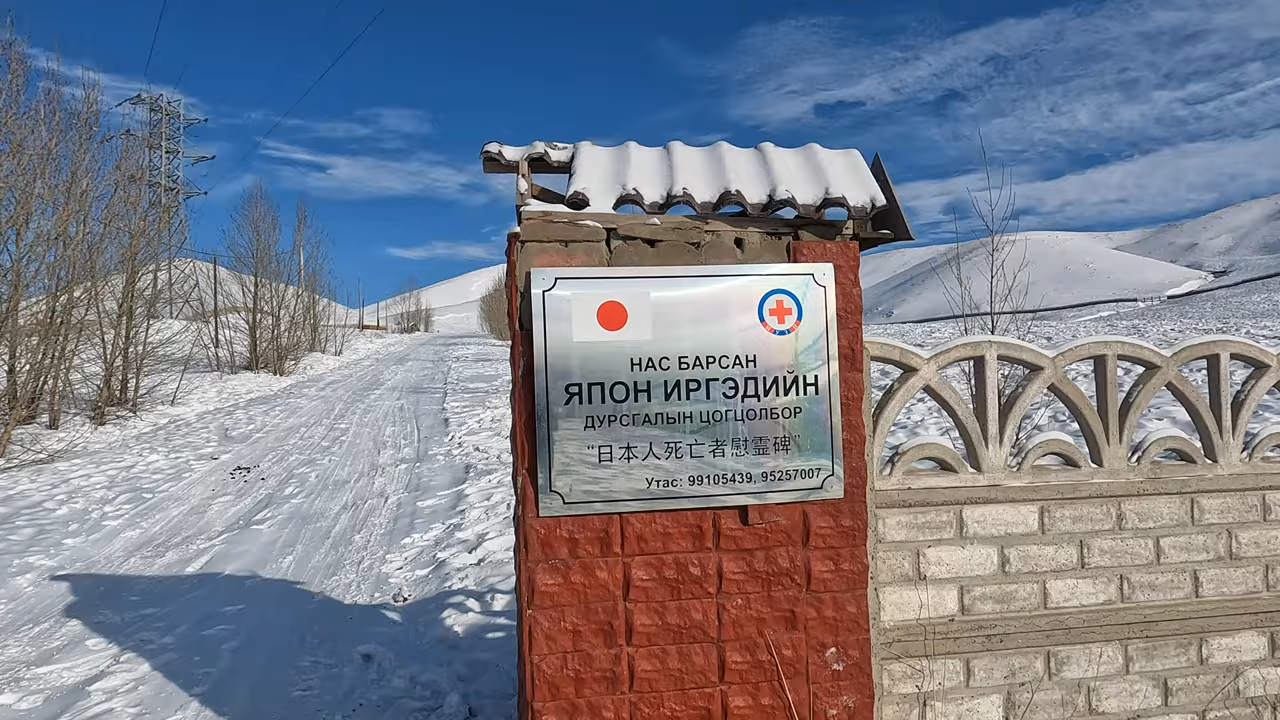 НАС БАРСАН
ЯПОН ИРГЭДИЙН
ДУРСГАЛЫН ЦОГЦОЛБОР
“日本人死亡者慰霊碑”
Утас: 99105439, 95257007